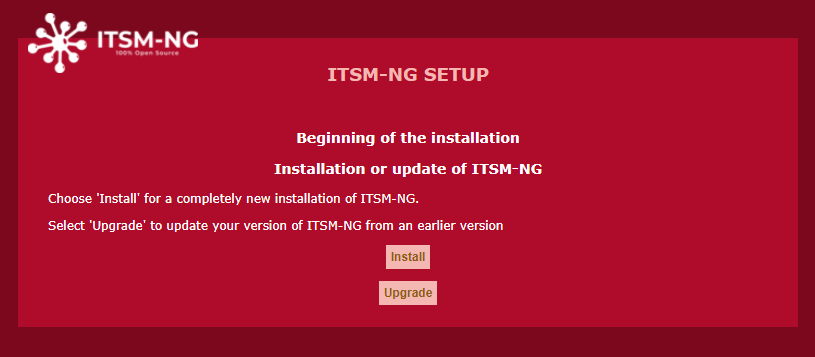 ITSM-NG
100% Open Source
ITSM-NG SETUP
Beginning of the installation
Installation or update of ITSM-NG
Choose 'Install' for a completely new installation of ITSM-NG.
Select 'Upgrade' to update your version of ITSM-NG from an earlier version
Install
Upgrade